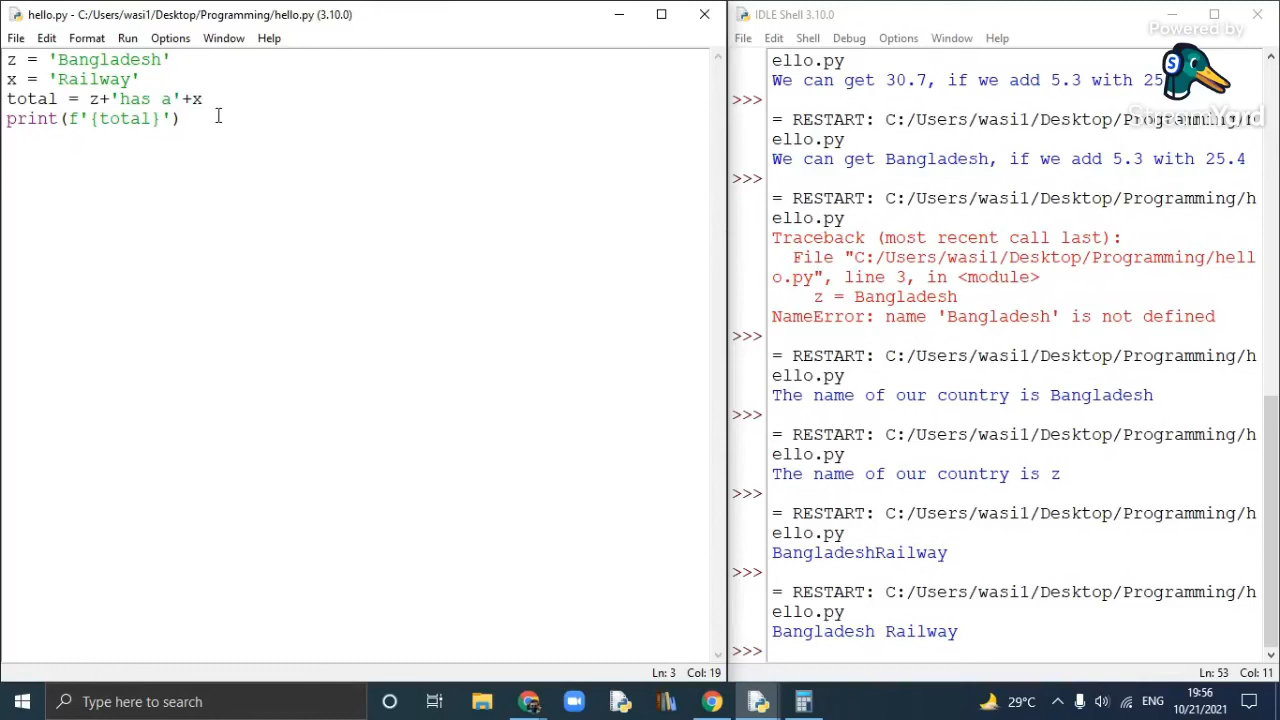 hello.py - C:/Users/wasi1/Desktop/Programming/hello.py (3.10.0)
File Edit Format Run Options Window Help
z = 'Bangladesh'
x = 'Railway'
total = z+'has a'+x
print(f'{total}')
Ln: 3 Col: 19
IDLE Shell 3.10.0
File Edit Shell Debug Options Window Help
Powered by
StreamYard
ello.py
We can get 30.7, if we add 5.3 with 25
>>>
= RESTART: C:/Users/wasi1/Desktop/Programming/h
ello.py
We can get Bangladesh, if we add 5.3 with 25.4
>>>
= RESTART: C:/Users/wasi1/Desktop/Programming/h
ello.py
Traceback (most recent call last):
File "C:/Users/wasi1/Desktop/Programming/hell
o.py", line 3, in <module>
z = Bangladesh
NameError: name 'Bangladesh' is not defined
>>>
= RESTART: C:/Users/wasi1/Desktop/Programming/h
ello.py
The name of our country is Bangladesh
>>>
= RESTART: C:/Users/wasi1/Desktop/Programming/h
ello.py
The name of our country is z
>>>
= RESTART: C:/Users/wasi1/Desktop/Programming/h
ello.py
BangladeshRailway
>>>
= RESTART: C:/Users/wasi1/Desktop/Programming/h
ello.py
Bangladesh Railway
>>>
Ln: 53 Col: 11
Type here to search
29°C
ENG
19:56
10/21/2021